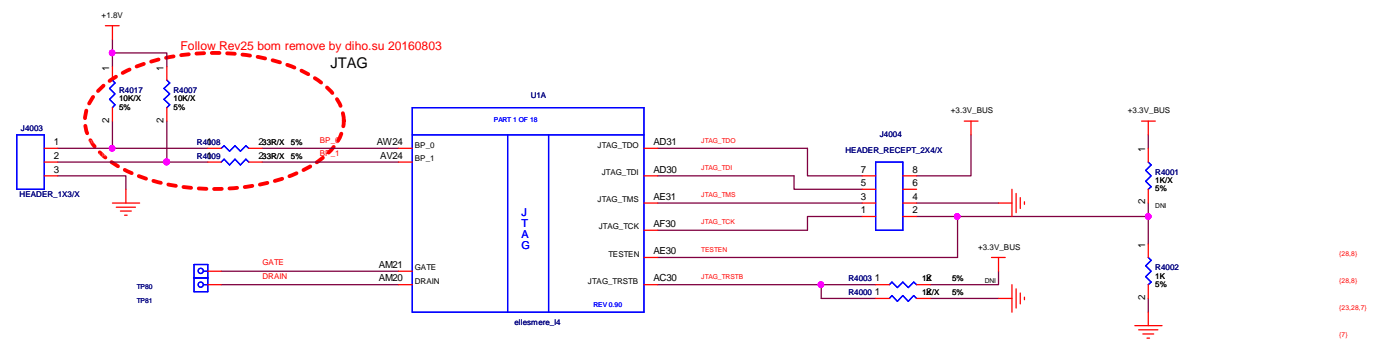 +1.8V
Follow Rev25 bom remove by diho.su 20160803
JTAG
1
1
R4017
10K/X
5%
R4007
10K/X
5%
2
2
J4003
1
2
3
HEADER_1X3/X
R4008
33R/X 5%
R4009
33R/X 5%
BP_1
AW24
AV24
U1A
PART 1 OF 18
BP_0
BP_1
JTAG
GATE
DRAIN
JTAG_TDO
JTAG_TDI
JTAG_TMS
JTAG_TCK
TESTEN
JTAG_TRSTB
REV 0.90
ellesmere_l4
TP80
TP81
GATE
DRAIN
AM21
AM20
AD31
JTAG_TDO
AD30
JTAG_TDI
AE31
JTAG_TMS
AF30
JTAG_TCK
AE30
TESTEN
AC30
JTAG_TRSTB
J4004
HEADER_RECEPT_2X4/X
7
8
5
6
3
4
1
2
+3.3V_BUS
+3.3V_BUS
R4003
1
1K
5%
DNI
R4000
1
1K/X
5%
+3.3V_BUS
1
R4001
1K/X
5%
2
DNI
1
R4002
1K
5%
2
(28,8)
(28,8)
(23,28,7)
(7)